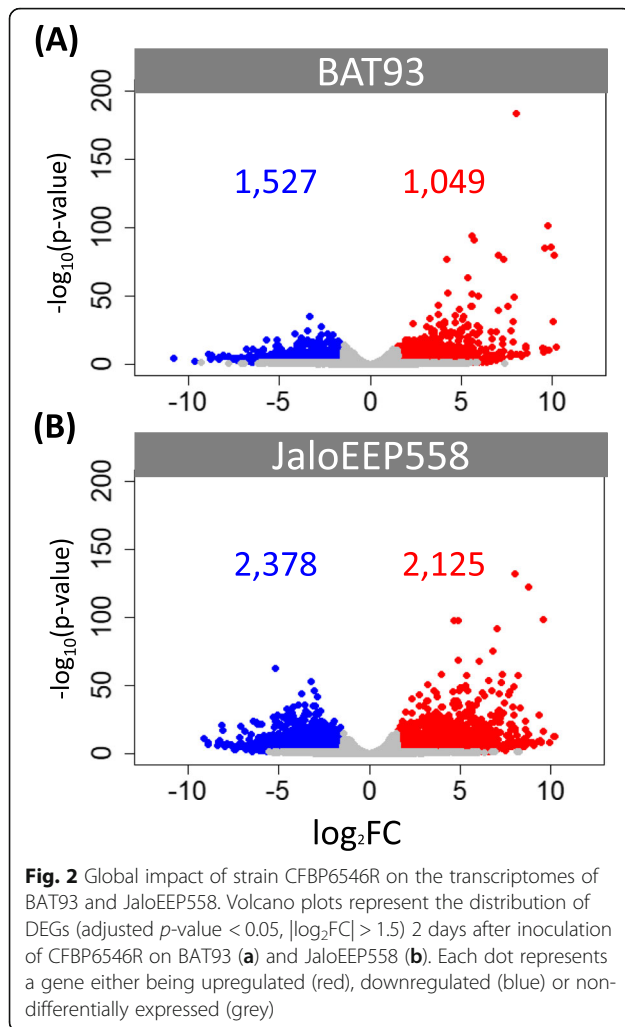 (A)
BAT93
200
150
100
50
0
-log₁₀(p-value)
1,527
1,049
-10
-5
0
5
10
(B)
JaloEEP558
200
150
100
50
0
-log₁₀(p-value)
2,378
2,125
-10
-5
0
5
10
log₂FC
Fig. 2 Global impact of strain CFBP6546R on the transcriptomes of
BAT93 and JaloEEP558. Volcano plots represent the distribution of
DEGs (adjusted p-value < 0.05, |log₂FC| > 1.5) 2 days after inoculation
of CFBP6546R on BAT93 (a) and JaloEEP558 (b). Each dot represents
a gene either being upregulated (red), downregulated (blue) or non-
differentially expressed (grey)